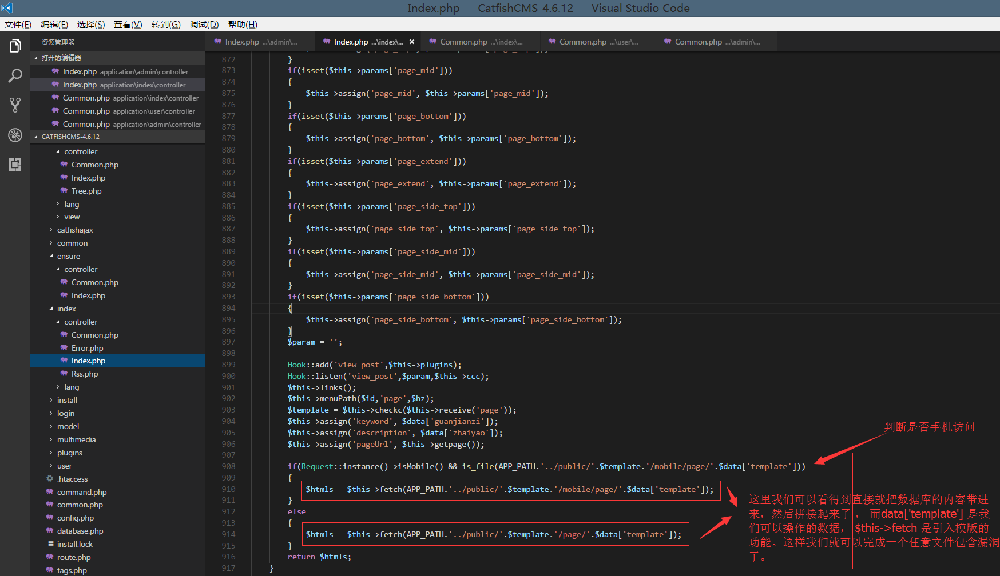 Index.php — CatfishCMS-4.6.12 — Visual Studio Code
文件(F) 编辑(E) 选择(S) 查看(V) 转到(G) 调试(D) 帮助(H)
资源管理器
打开的编辑器
Index.php application\admin\controller
Index.php application\index\controller
Common.php application\index\controller
Common.php application\user\controller
Common.php application\admin\controller
CATFISHCMS-4.6.12
controller
Common.php
Index.php
Tree.php
lang
view
catfishajax
common
ensure
controller
Common.php
Index.php
index
controller
Common.php
Error.php
Index.php
Rss.php
lang
install
login
model
multimedia
plugins
user
.htaccess
command.php
common.php
config.php
database.php
install.lock
route.php
tags.php
Index.php ...\admin\... Index.php ...\index\... × Common.php ...\index\... Common.php ...\user\... Common.php ...\admin\...
872 }
873 if(isset($this->params['page_mid']))
874 {
875 $this->assign('page_mid', $this->params['page_mid']);
876 }
877 if(isset($this->params['page_bottom']))
878 {
879 $this->assign('page_bottom', $this->params['page_bottom']);
880 }
881 if(isset($this->params['page_extend']))
882 {
883 $this->assign('page_extend', $this->params['page_extend']);
884 }
885 if(isset($this->params['page_side_top']))
886 {
887 $this->assign('page_side_top', $this->params['page_side_top']);
888 }
889 if(isset($this->params['page_side_mid']))
890 {
891 $this->assign('page_side_mid', $this->params['page_side_mid']);
892 }
893 if(isset($this->params['page_side_bottom']))
894 {
895 $this->assign('page_side_bottom', $this->params['page_side_bottom']);
896 }
897 $param = '';
898
899 Hook::add('view_post',$this->plugins);
900 Hook::listen('view_post',$param,$this->ccc);
901 $this->links();
902 $this->menuPath($id,'page',$hz);
903 $template = $this->checkc($this->receive('page'));
904 $this->assign('keyword', $data['guanjianzi']);
905 $this->assign('description', $data['zhaiyao']);
906 $this->assign('pageUrl', $this->getpage());
907
908 if(Request::instance()->isMobile() && is_file(APP_PATH.'../public/'.$template.'/mobile/page/'.$data['template']))
909 {
910 $htmls = $this->fetch(APP_PATH.'../public/'.$template.'/mobile/page/'.$data['template']);
911 }
912 else
913 {
914 $htmls = $this->fetch(APP_PATH.'../public/'.$template.'/page/'.$data['template']);
915 }
916 return $htmls;
917 }
判断是否手机访问
这里我们可以看得到直接就把数据库的内容带进
来，然后拼接起来了， 而data['template'] 是我
们可以操作的数据， $this->fetch 是引入模版的
功能。这样我们就可以完成一个任意文件包含漏洞
了。